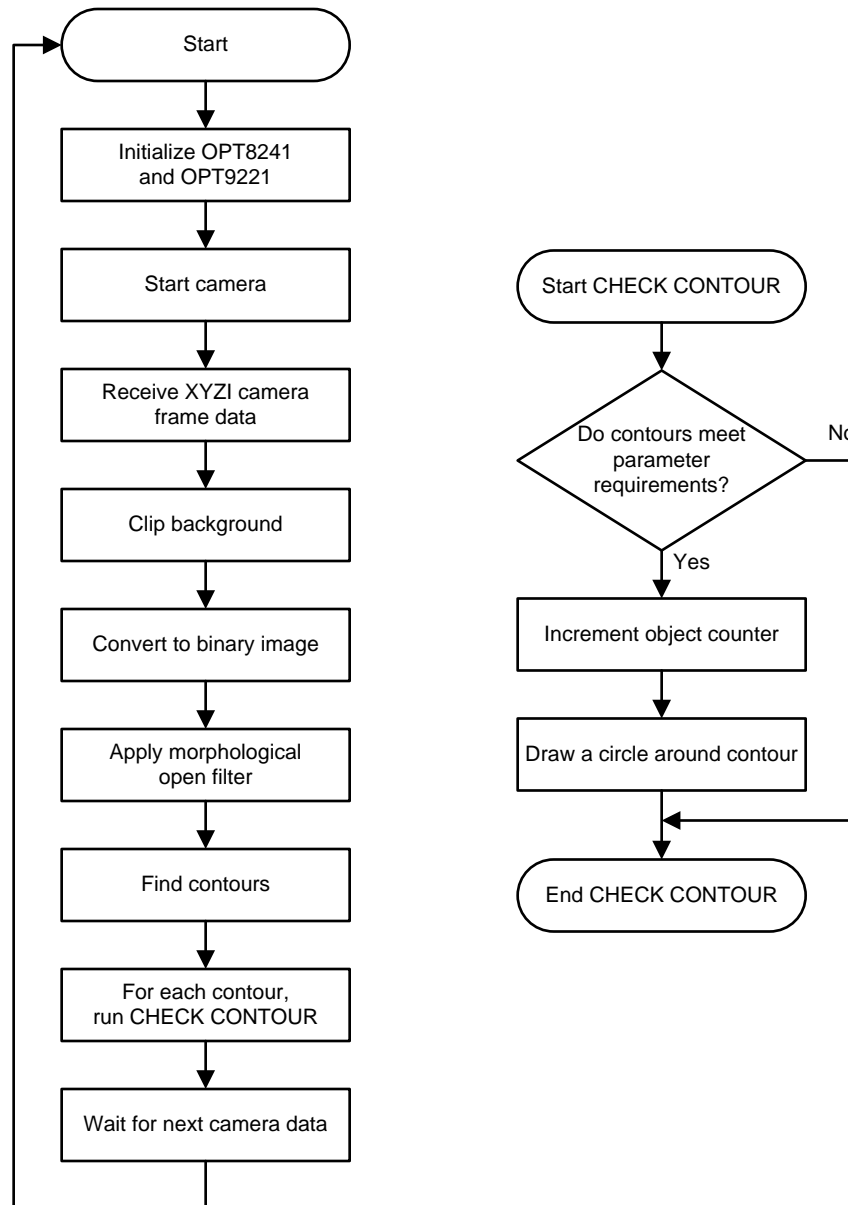 Start
Initialize OPT8241
and OPT9221
Start camera
Receive XYZI camera
frame data
Clip background
Convert to binary image
Apply morphological
open filter
Find contours
For each contour,
run CHECK CONTOUR
Wait for next camera data
Start CHECK CONTOUR
Do contours meet
parameter
requirements?
No
Yes
Increment object counter
Draw a circle around contour
End CHECK CONTOUR